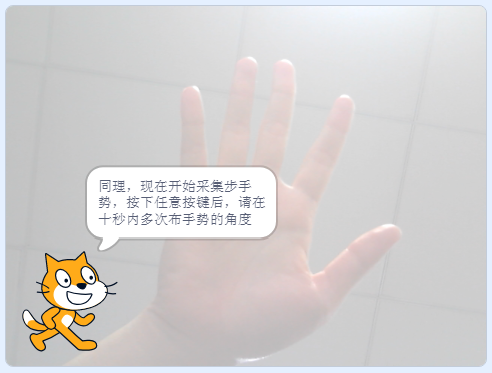 同理，现在开始采集步手
势，按下任意按键后，请在
十秒内多次布手势的角度